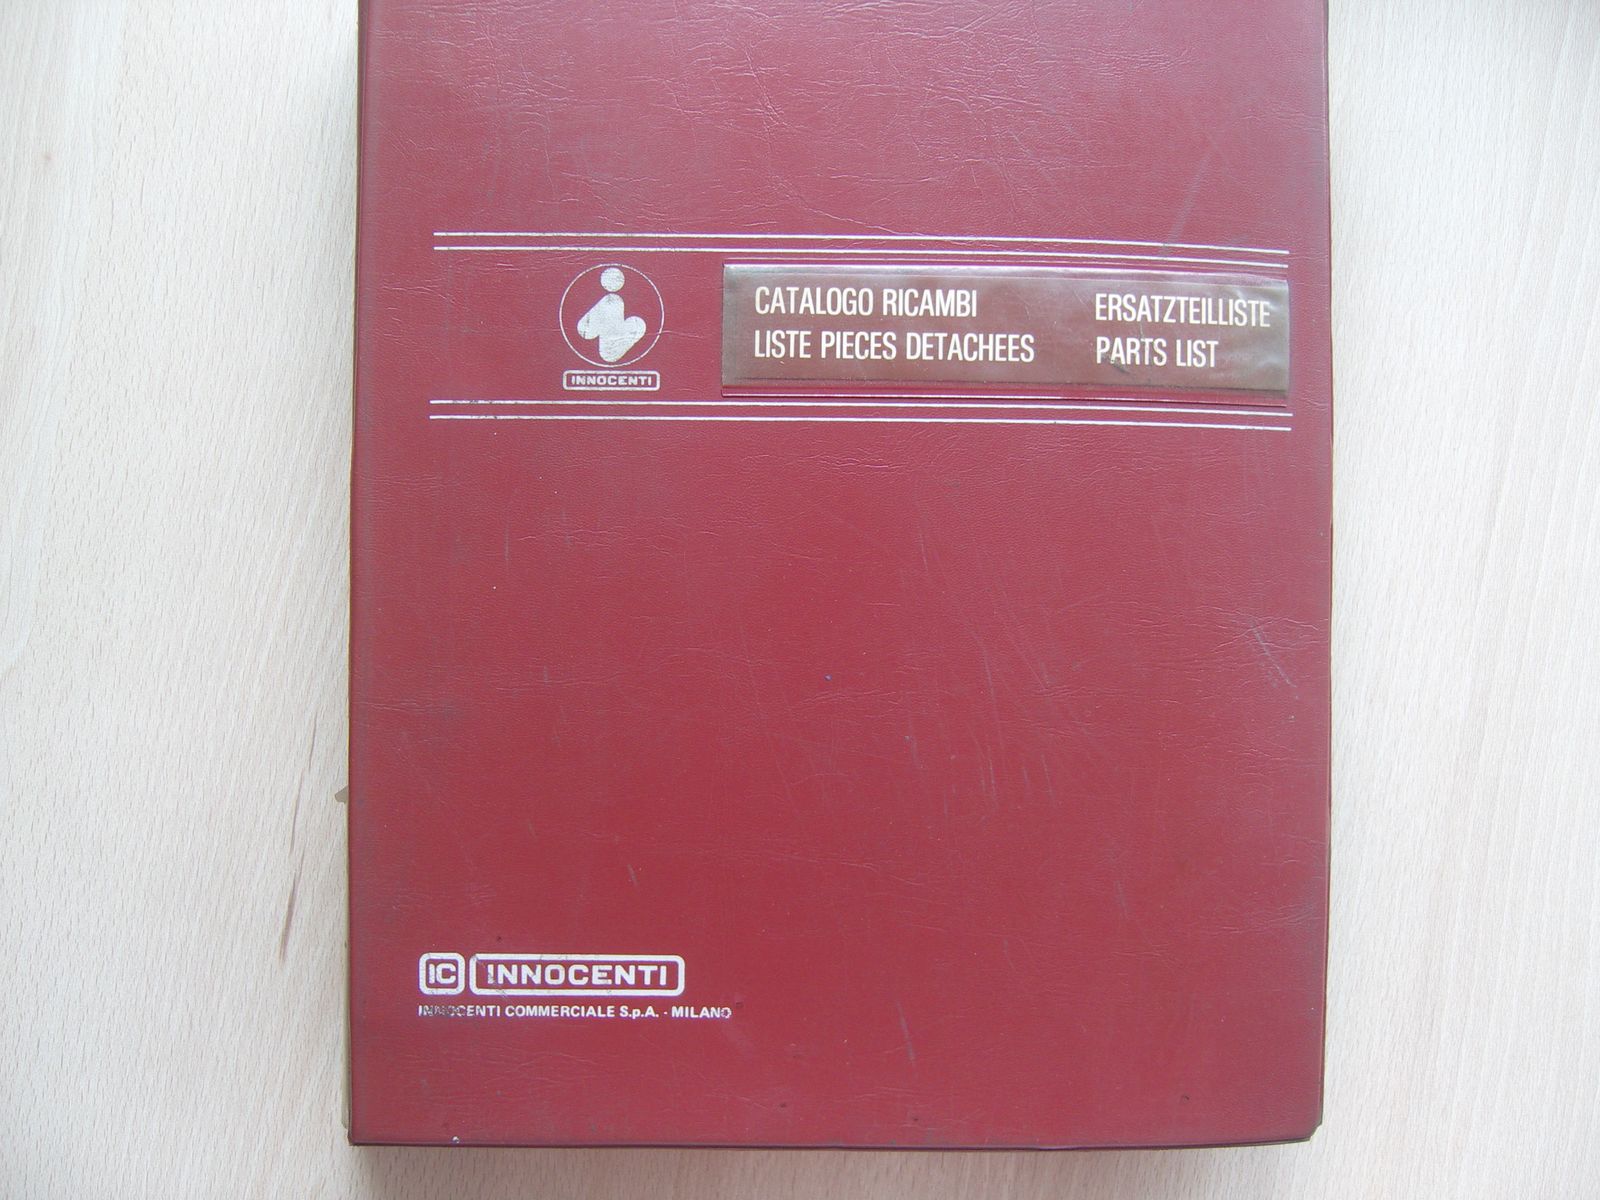 INNOCENTI
CATALOGO RICAMBI
LISTE PIECES DETACHEES
ERSATZTEILLISTE
PARTS LIST
IC INNOCENTI
INNOCENTI COMMERCIALE S.p.A. - MILANO